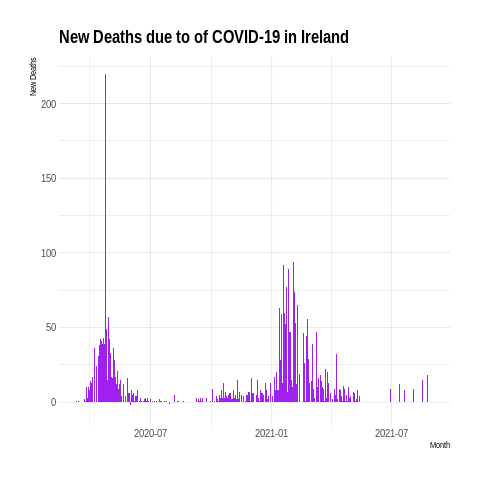 New Deaths due to of COVID-19 in Ireland
New Deaths
200
150
100
50
0
2020-07
2021-01
2021-07
Month